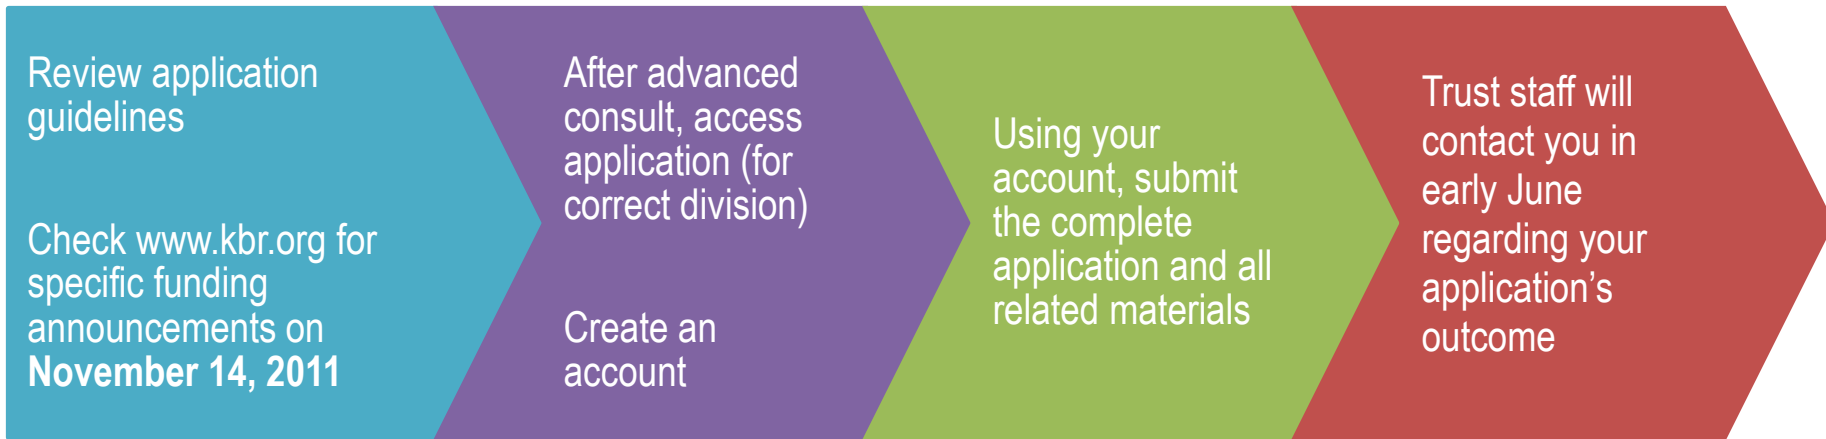 Review application
guidelines
Check www.kbr.org for
specific funding
announcements on
November 14, 2011
After advanced
consult, access
application (for
correct division)
Create an
account
Using your
account, submit
the complete
application and all
related materials
Trust staff will
contact you in
early June
regarding your
application’s
outcome